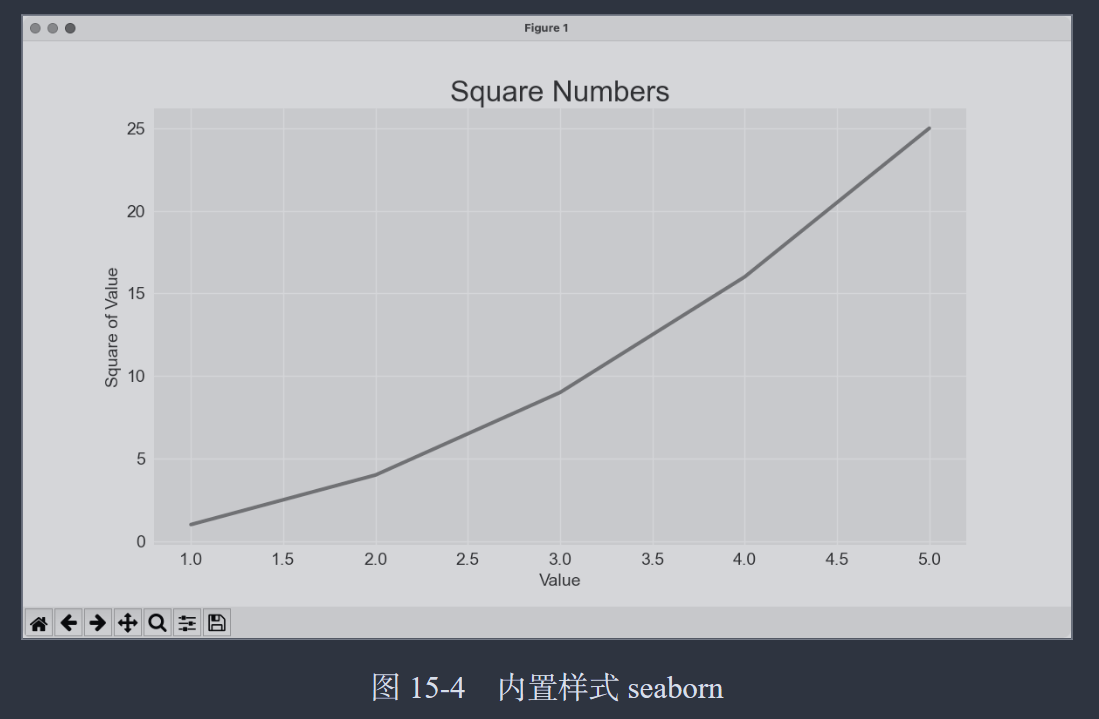 Figure 1
Square Numbers
25
20
15
10
5
0
Square of Value
1.0 1.5 2.0 2.5 3.0 3.5 4.0 4.5 5.0
Value
图 15-4 内置样式 seaborn